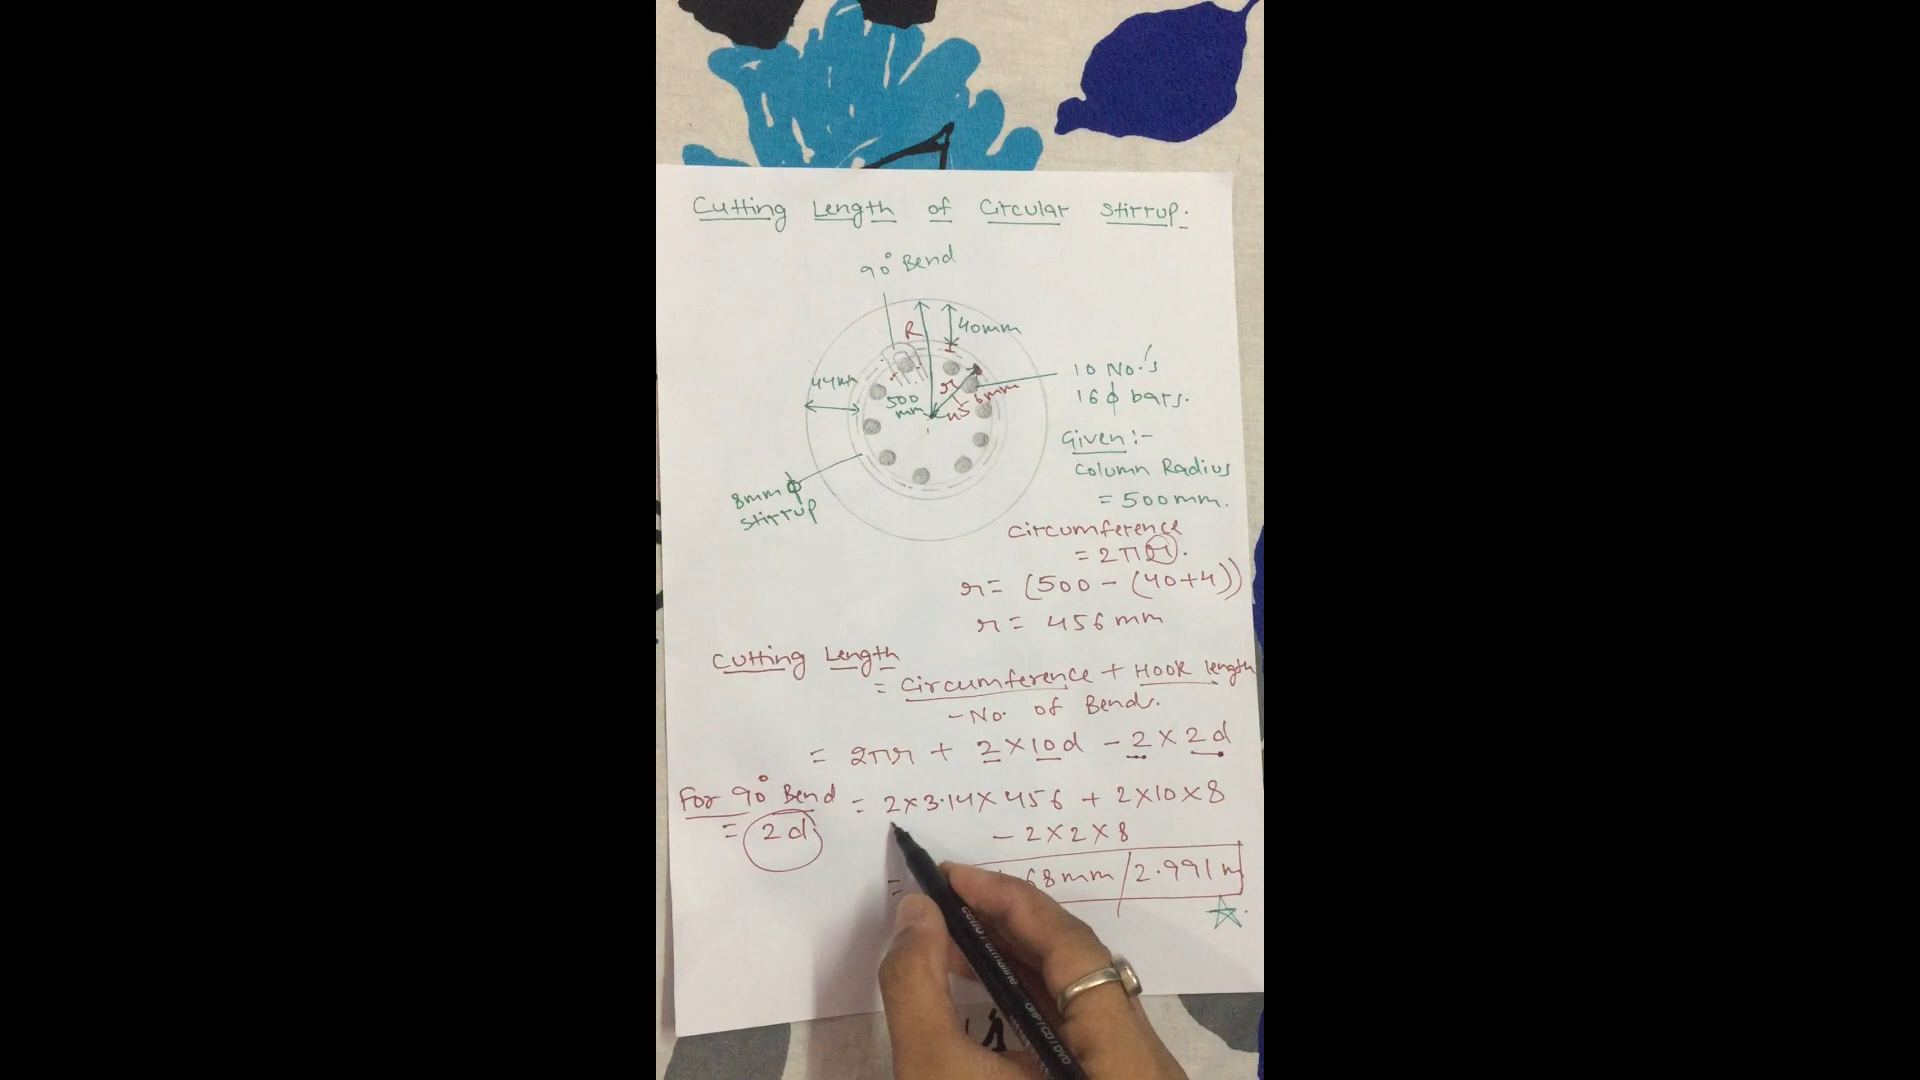 Cutting Length of Circular Stirrup.
90° Bend
R
40mm
44mm
500
mm
r
456mm
10 No.'s
16 ϕ bars.
8mm ϕ
stirrup
Given :-
Column Radius
= 500mm.
Circumference
= 2πr.
r = (500 - (40+4))
r = 456 mm
Cutting Length
= Circumference + Hook length
- No. of Bends.
= 2πr + 2×10d - 2×2d
For 90° Bend
= 2d
= 2×3.14×456 + 2×10×8
- 2×2×8
= 68mm / 2.991 m